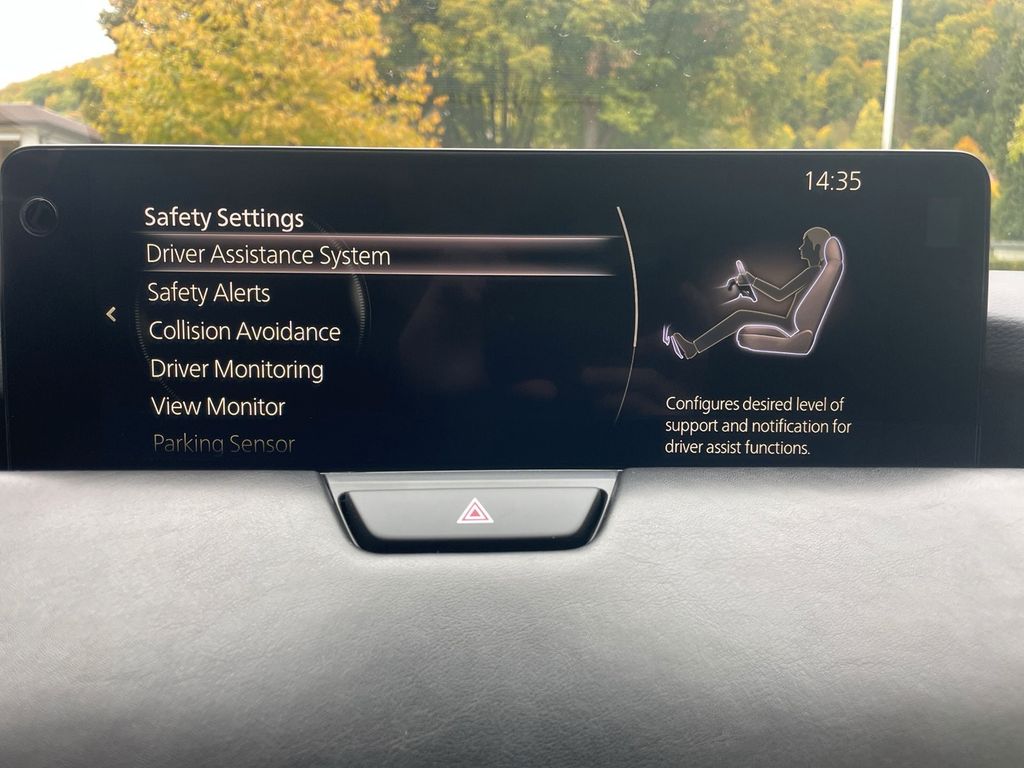 14:35
Safety Settings
Driver Assistance System
Safety Alerts
Collision Avoidance
Driver Monitoring
View Monitor
Parking Sensor
Configures desired level of
support and notification for
driver assist functions.